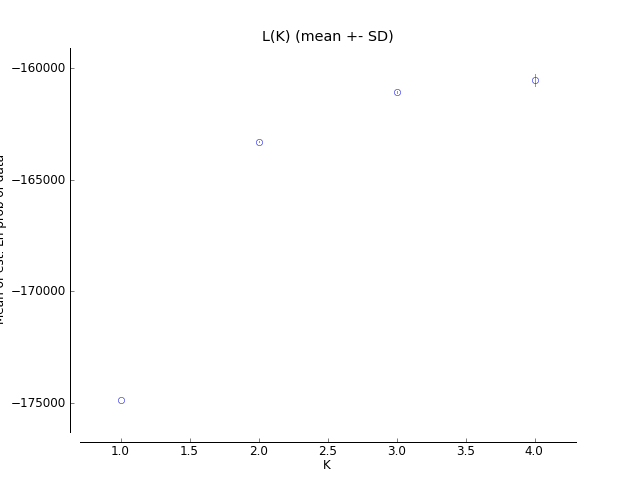 L(K) (mean +- SD)
−160000
−165000
−170000
−175000
Mean of est. Ln prob of data
1.0 1.5 2.0 2.5 3.0 3.5 4.0
K